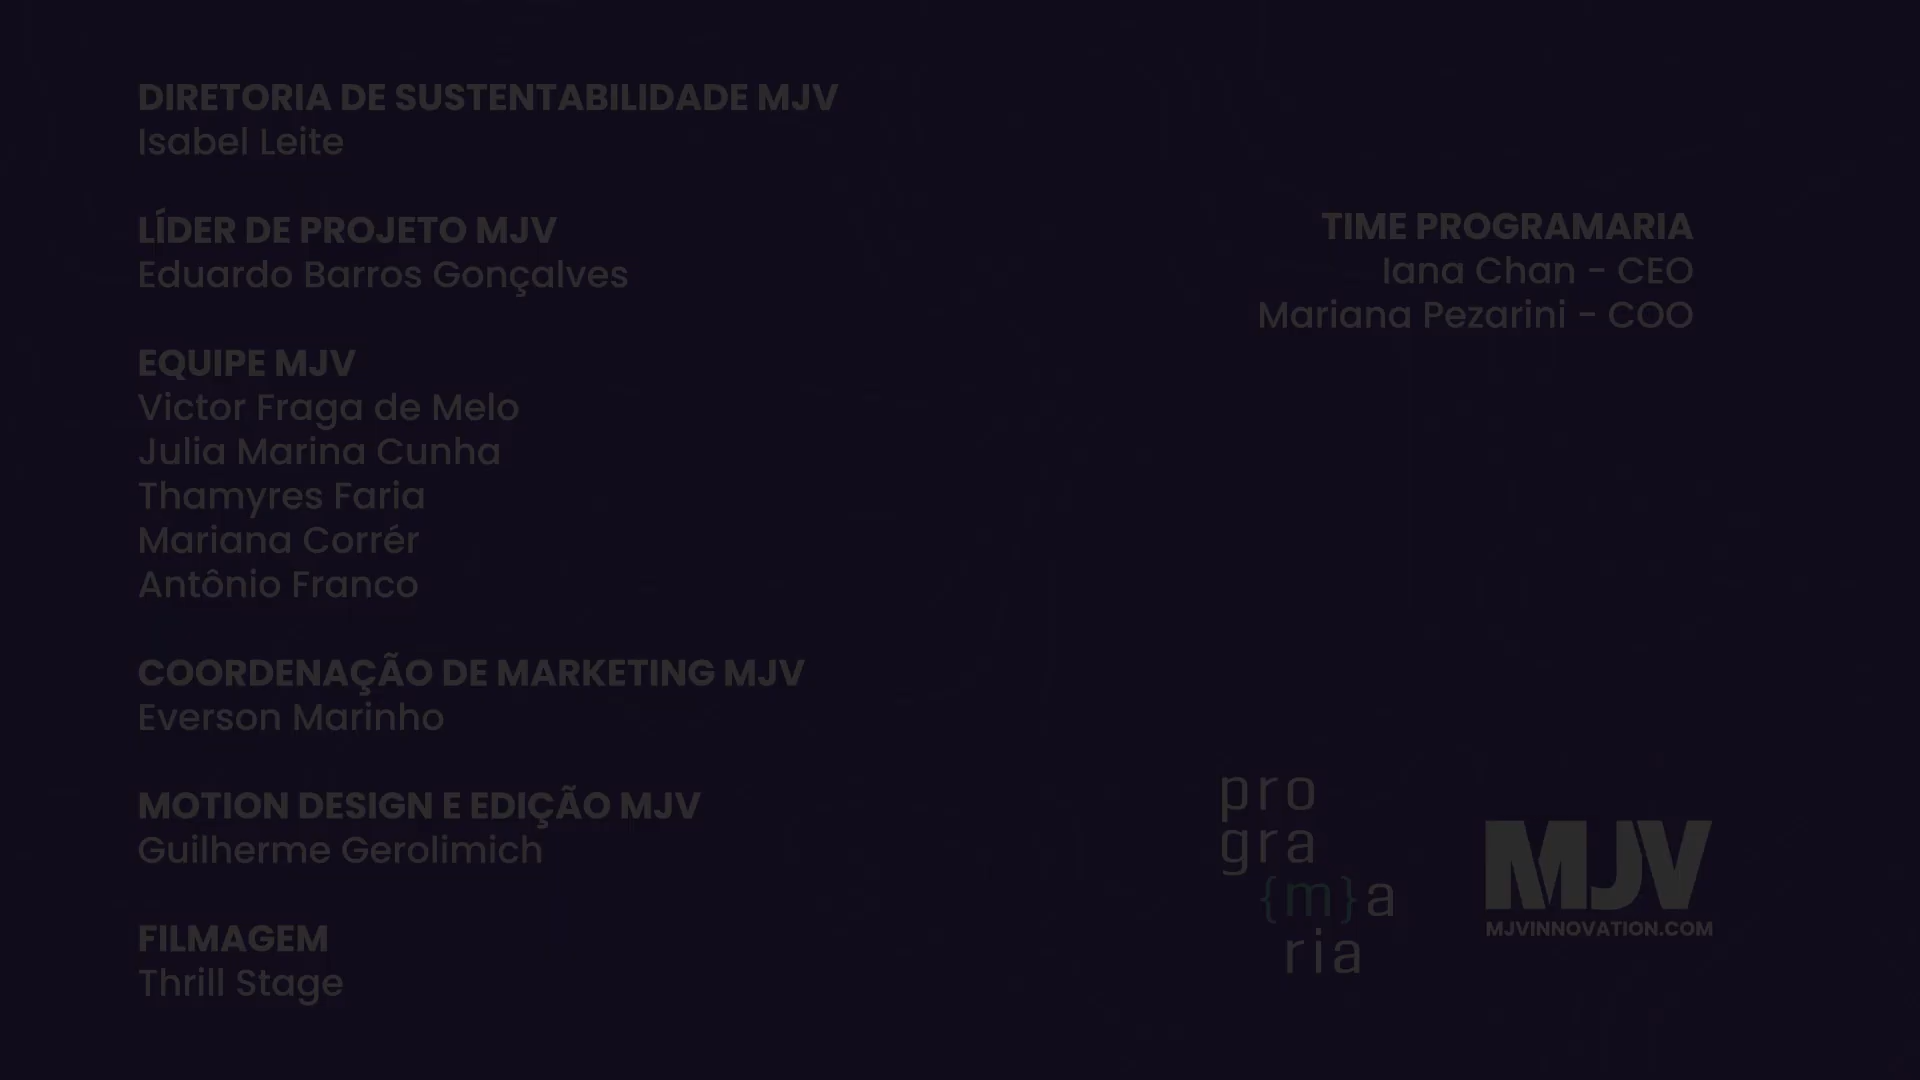 DIRETORIA DE SUSTENTABILIDADE MJV
Isabel Leite
LÍDER DE PROJETO MJV
Eduardo Barros Gonçalves
EQUIPE MJV
Victor Fraga de Melo
Julia Marina Cunha
Thamyres Faria
Mariana Corrér
Antônio Franco
COORDENAÇÃO DE MARKETING MJV
Everson Marinho
MOTION DESIGN E EDIÇÃO MJV
Guilherme Gerolimich
FILMAGEM
Thrill Stage
TIME PROGRAMARIA
Iana Chan - CEO
Mariana Pezarini - COO
pro
gra
{m}a
ria
MJV
MJVINNOVATION.COM